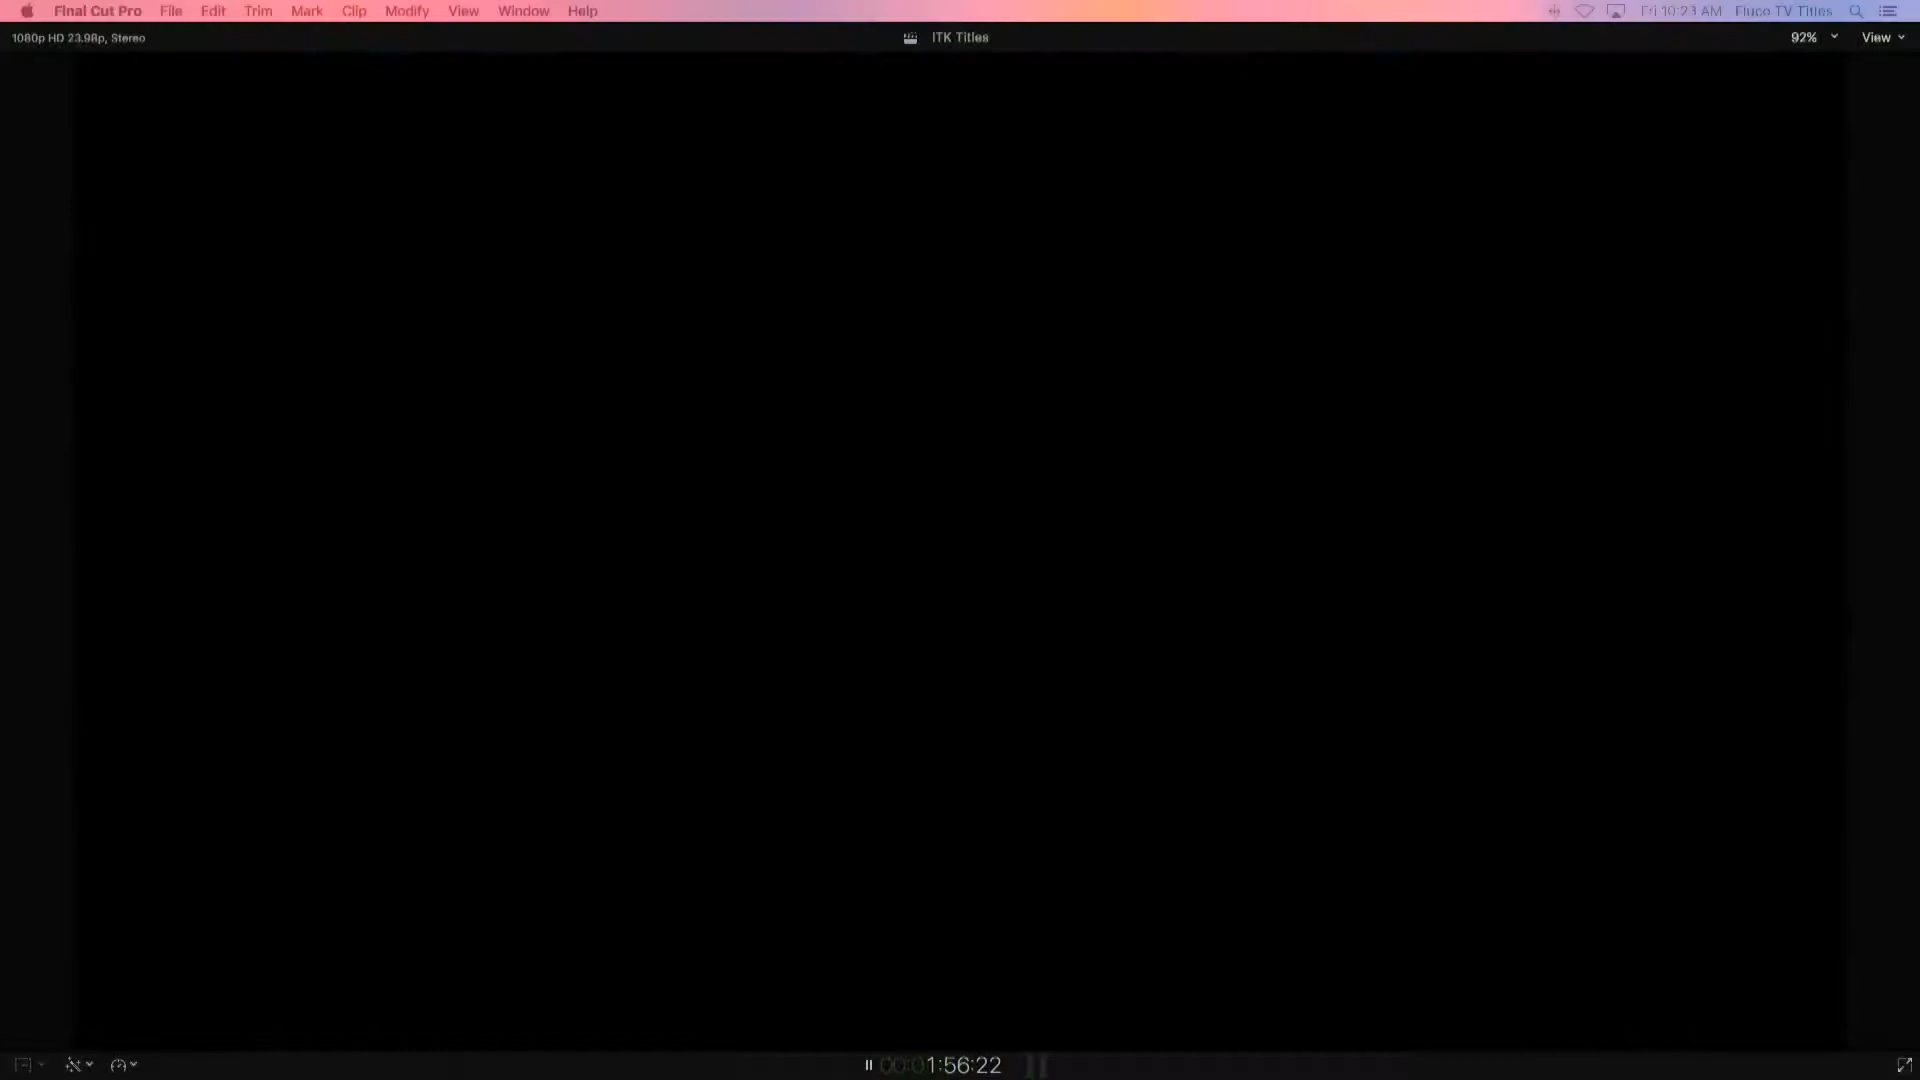 Final Cut Pro File Edit Trim Mark Clip Modify View Window Help Fri 10:23 AM Fluco TV Titles
1080p HD 23.98p, Stereo ITK Titles 92% View
00:01:56:22